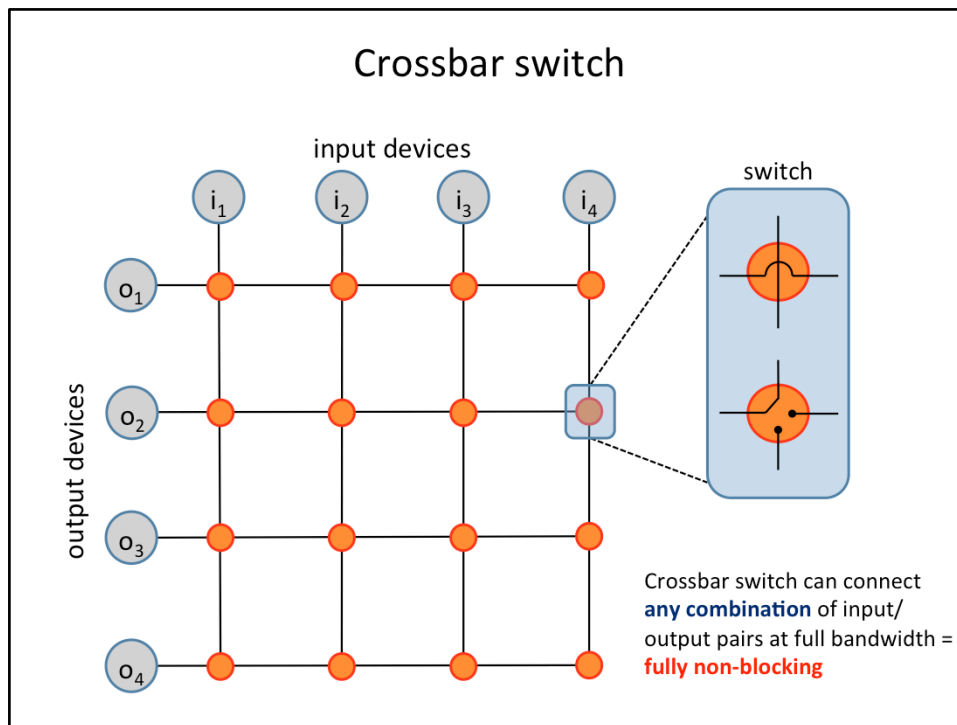 Crossbar switch
input devices
switch
i₁ i₂ i₃ i₄
o₁
o₂
o₃
o₄
output devices
Crossbar switch can connect
any combination of input/
output pairs at full bandwidth =
fully non-blocking